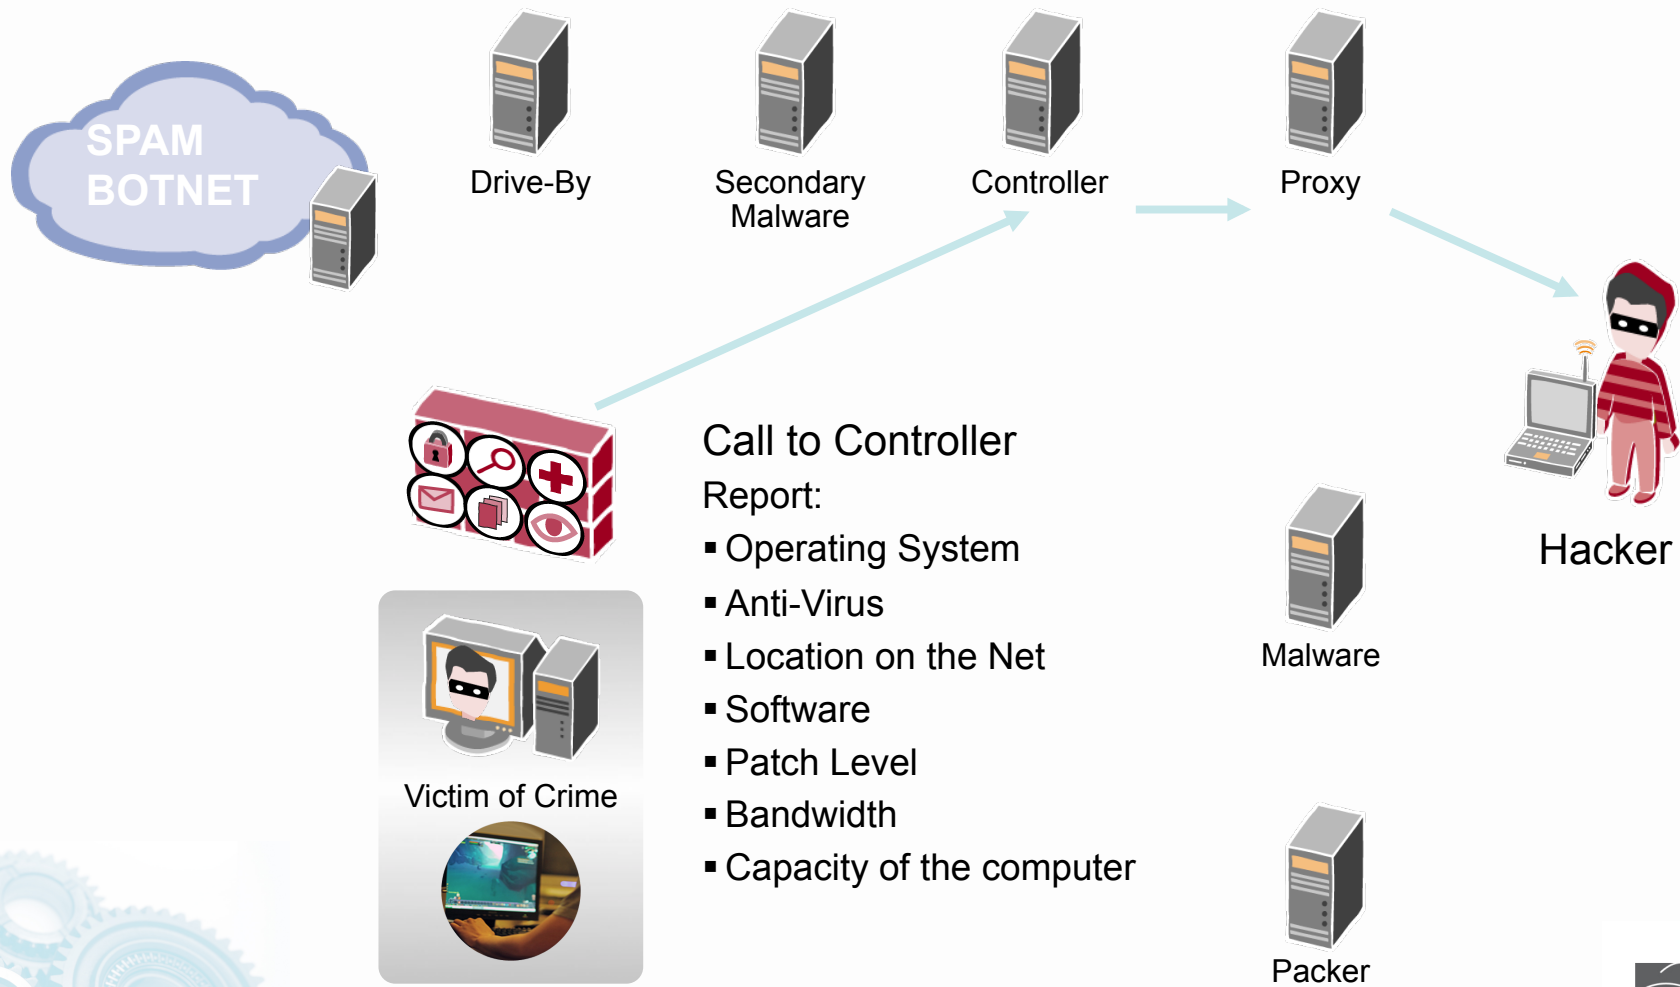 SPAM
BOTNET
Drive-By
Secondary
Malware
Controller
Proxy
Call to Controller
Report:
▪ Operating System
▪ Anti-Virus
▪ Location on the Net
▪ Software
▪ Patch Level
▪ Bandwidth
▪ Capacity of the computer
Victim of Crime
Hacker
Malware
Packer